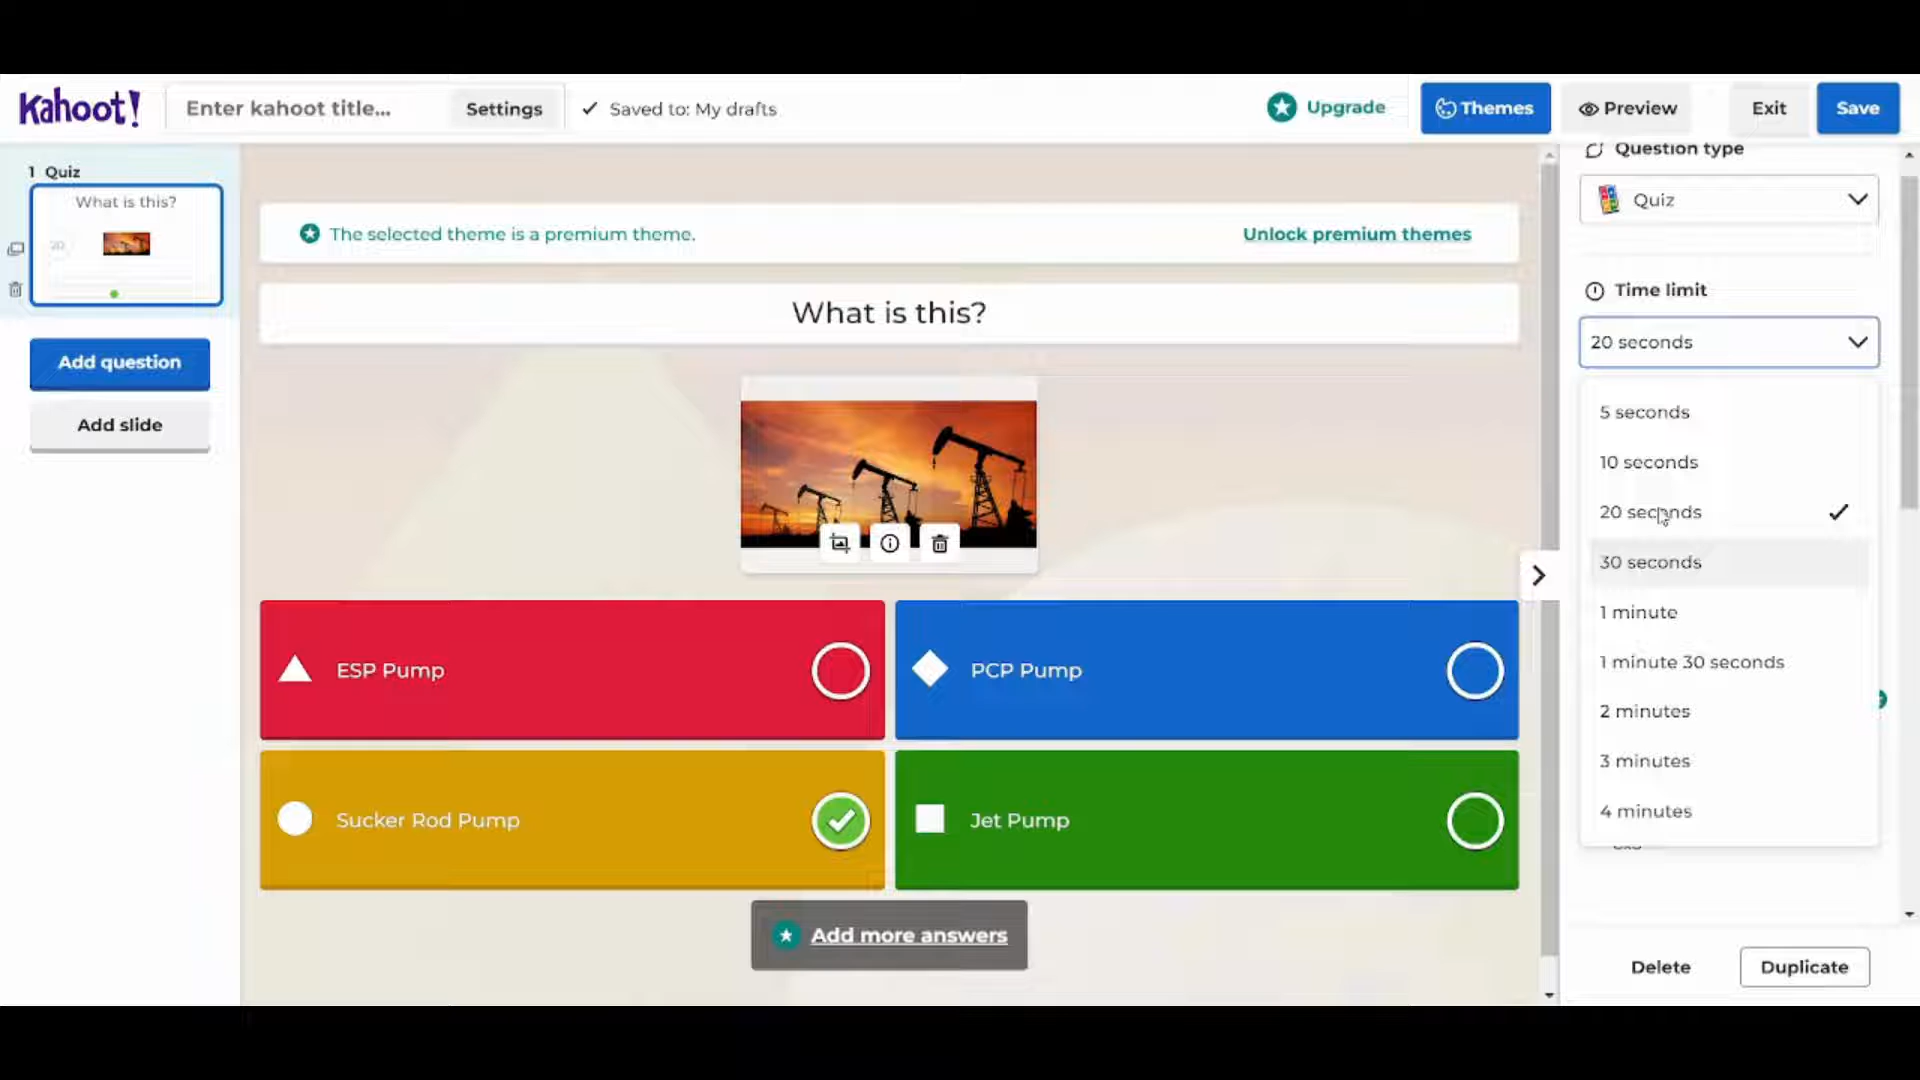 Kahoot!
Enter kahoot title...
Settings
Saved to: My drafts
Upgrade
Themes
Preview
Exit
Save
1 Quiz
What is this?
20
Add question
Add slide
The selected theme is a premium theme.
Unlock premium themes
What is this?
ESP Pump
PCP Pump
Sucker Rod Pump
Jet Pump
Add more answers
Question type
Quiz
Time limit
20 seconds
5 seconds
10 seconds
20 seconds
30 seconds
1 minute
1 minute 30 seconds
2 minutes
3 minutes
4 minutes
Delete
Duplicate